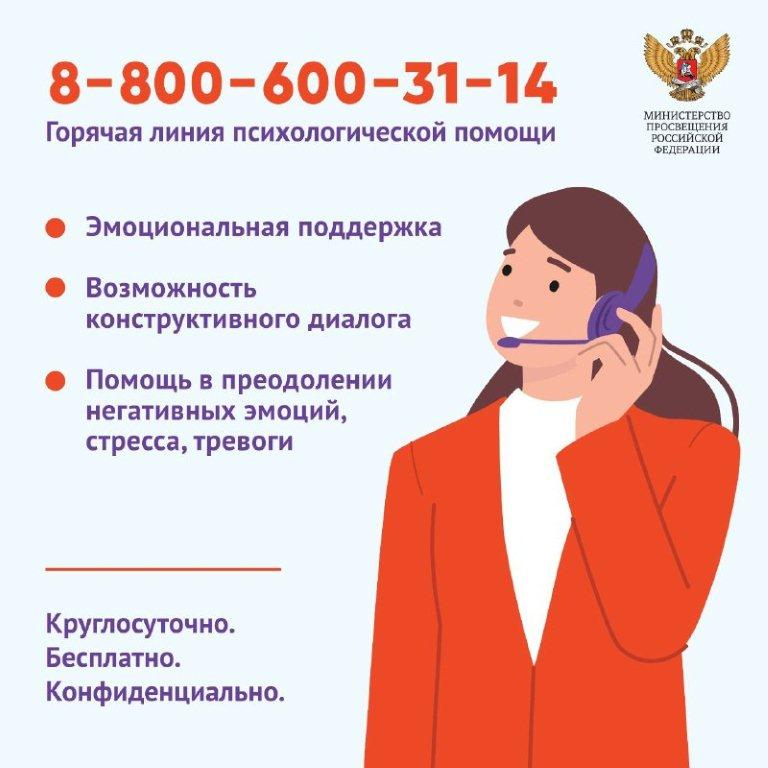 8-800-600-31-14
Горячая линия психологической помощи
МИНИСТЕРСТВО
ПРОСВЕЩЕНИЯ
РОССИЙСКОЙ
ФЕДЕРАЦИИ
Эмоциональная поддержка
Возможность
конструктивного диалога
Помощь в преодолении
негативных эмоций,
стресса, тревоги
Круглосуточно.
Бесплатно.
Конфиденциально.